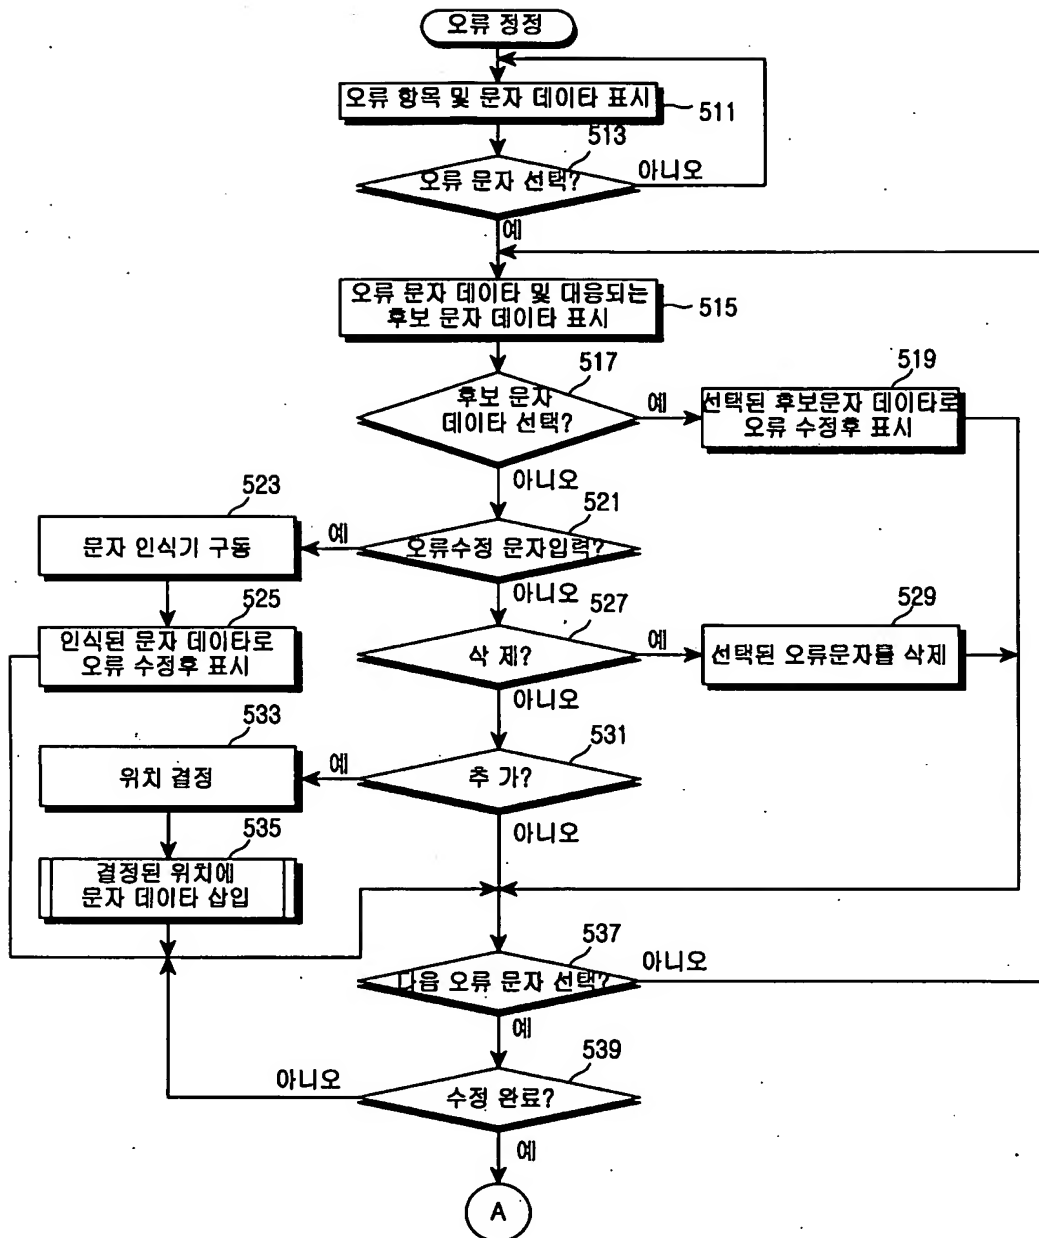 오류 정정
오류 항목 및 문자 데이타 표시
511
513
오류 문자 선택?
아니오
예
오류 문자 데이타 및 대응되는
후보 문자 데이타 표시
515
517
후보 문자
데이타 선택?
예
519
선택된 후보문자 데이타로
오류 수정후 표시
아니오
521
오류수정 문자입력?
예
523
문자 인식기 구동
525
인식된 문자 데이타로
오류 수정후 표시
아니오
527
삭 제?
예
529
선택된 오류문자를 삭제
아니오
531
추 가?
예
533
위치 결정
535
결정된 위치에
문자 데이타 삽입
아니오
537
다음 오류 문자 선택?
아니오
예
539
수정 완료?
아니오
예
A